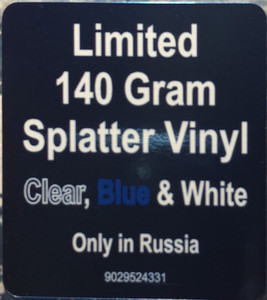 Limited
140 Gram
Splatter Vinyl
Clear, Blue & White
Only in Russia
9029524331